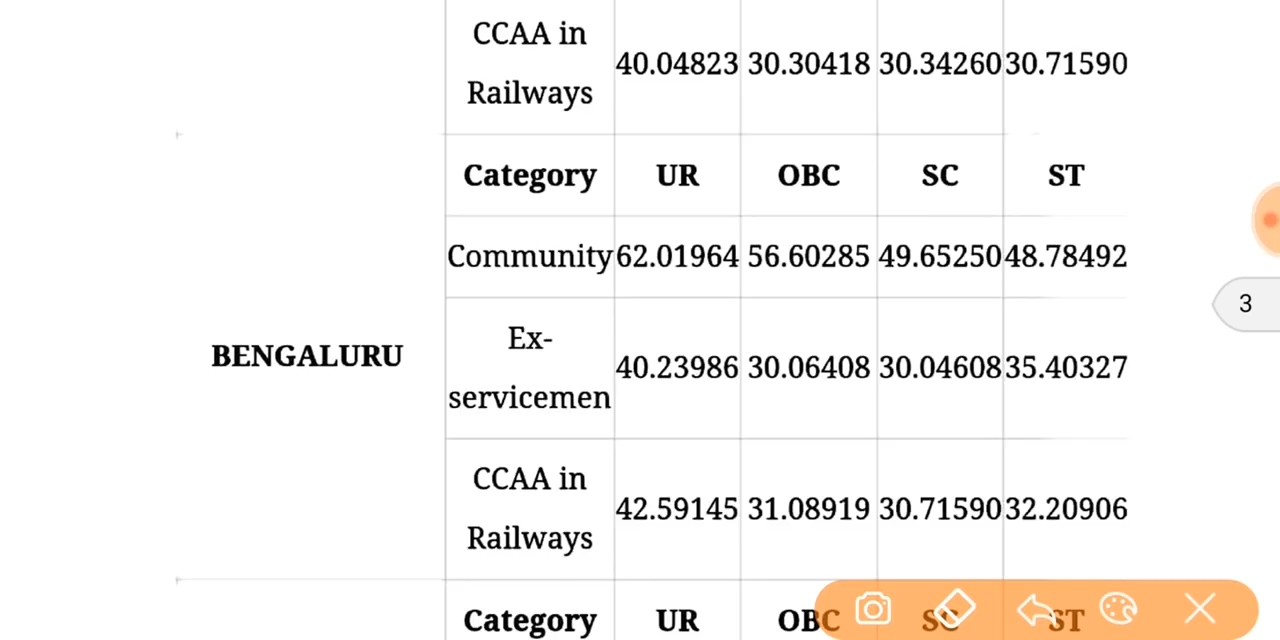 CCAA in
Railways 40.04823 30.30418 30.34260 30.71590
Category UR OBC SC ST
Community 62.01964 56.60285 49.65250 48.78492
BENGALURU
Ex-
servicemen 40.23986 30.06408 30.04608 35.40327
CCAA in
Railways 42.59145 31.08919 30.71590 32.20906
Category UR OBC SC ST
3